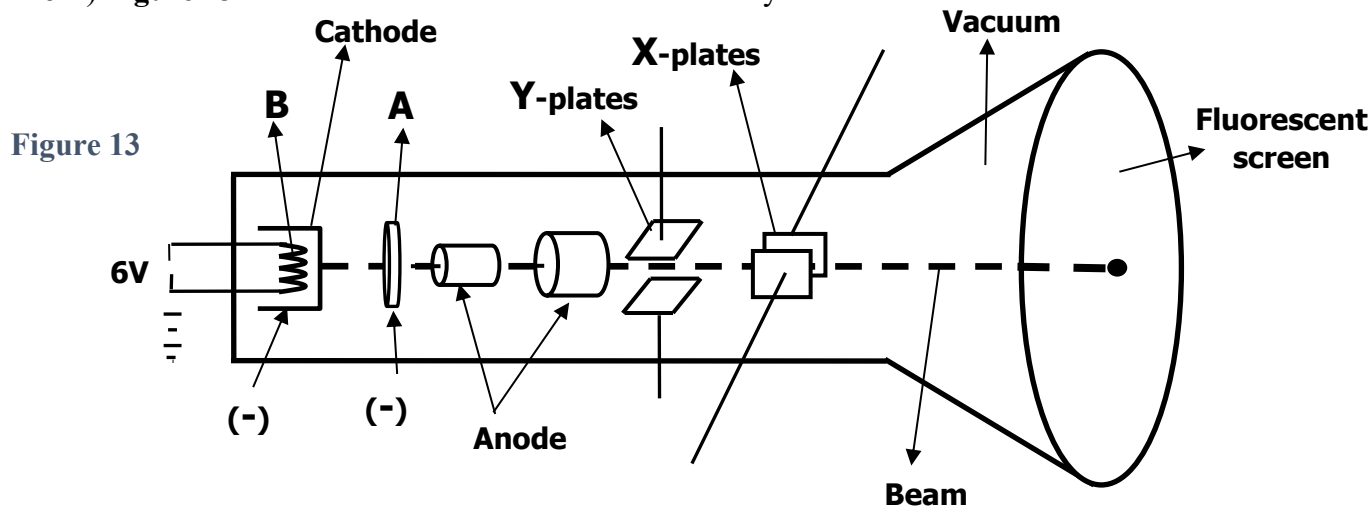 Vacuum
Cathode
X-plates
Y-plates
B
A
Figure 13
Fluorescent
screen
6V
(-)
(-)
Anode
Beam